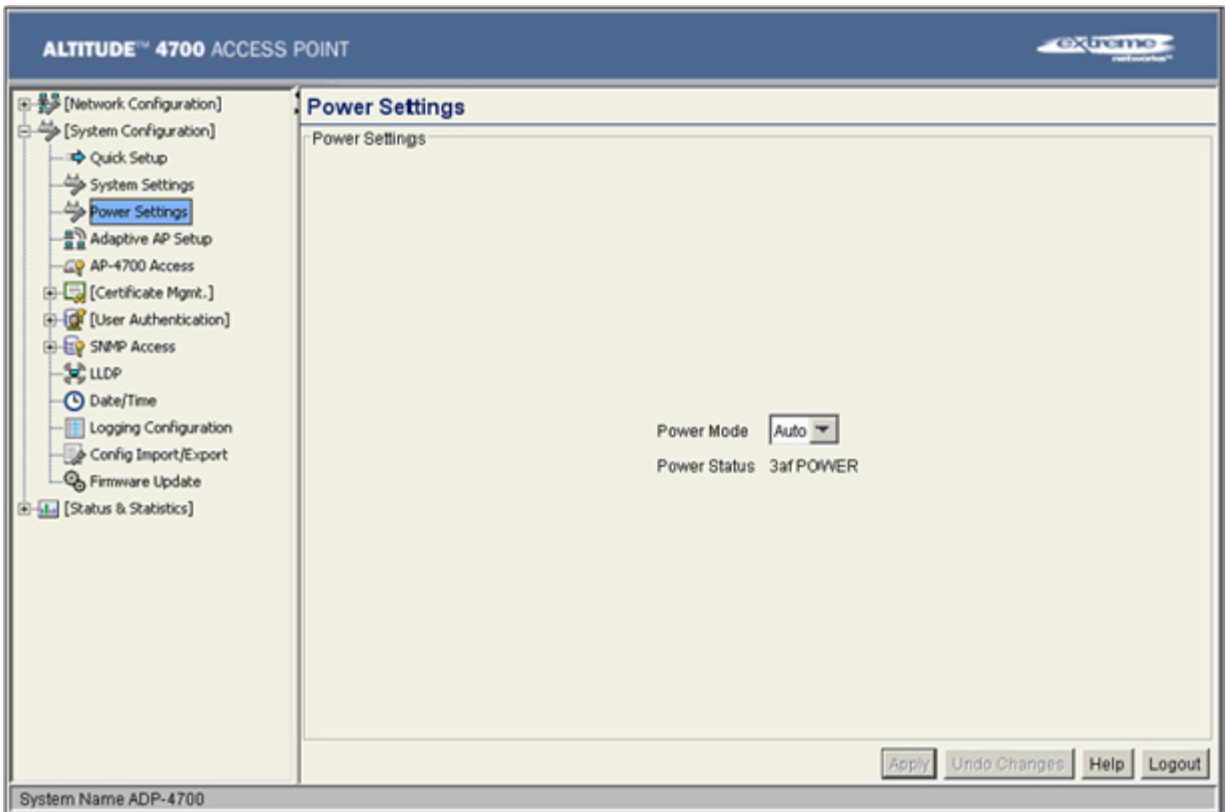 ALTITUDE™ 4700 ACCESS POINT
extreme networks™
[Network Configuration]
[System Configuration]
Quick Setup
System Settings
Power Settings
Adaptive AP Setup
AP-4700 Access
[Certificate Mgmt.]
[User Authentication]
SNMP Access
LLDP
Date/Time
Logging Configuration
Config Import/Export
Firmware Update
[Status & Statistics]
Power Settings
Power Settings
Power Mode Auto
Power Status 3af POWER
Apply Undo Changes Help Logout
System Name ADP-4700